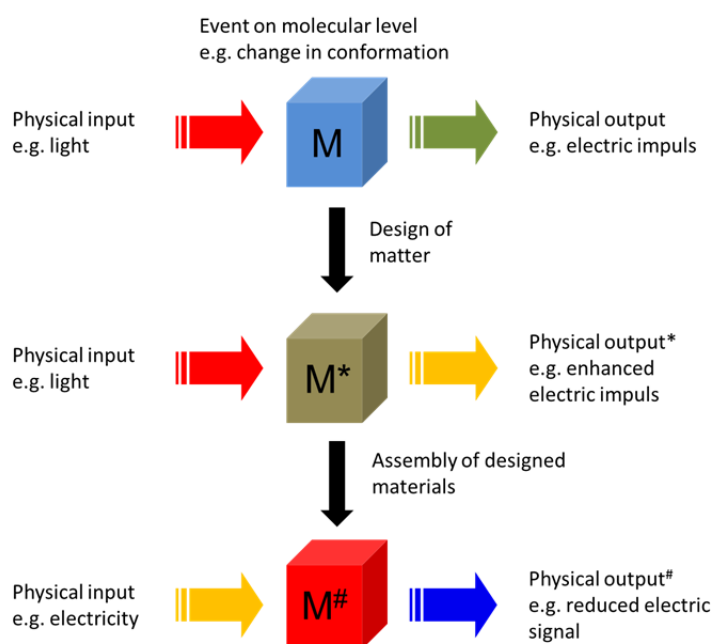 Event on molecular level
e.g. change in conformation
Physical input
e.g. light
M
Physical output
e.g. electric impuls
Design of
matter
Physical input
e.g. light
M*
Physical output*
e.g. enhanced
electric impuls
Assembly of designed
materials
Physical input
e.g. electricity
M#
Physical output#
e.g. reduced electric
signal